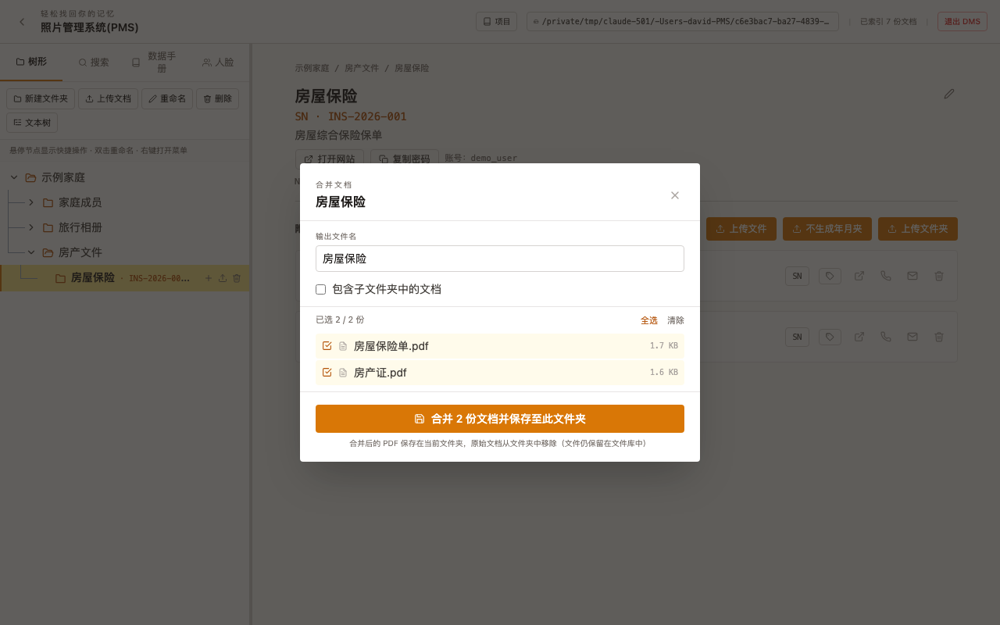 轻松找回你的记忆
照片管理系统(PMS)
项目
/private/tmp/claude-501/-Users-david-PMS/c6e3bac7-ba27-4839-…
已索引 7 份文档
退出 DMS
树形
搜索
数据手册
人脸
新建文件夹
上传文档
重命名
删除
文本树
悬停节点显示快捷操作 · 双击重命名 · 右键打开菜单
示例家庭
家庭成员
旅行相册
房产文件
房屋保险 · INS-2026-00…
示例家庭 / 房产文件 / 房屋保险
房屋保险
SN · INS-2026-001
房屋综合保险保单
打开网站
复制密码
账号: demo_user
上传文件
不生成年月夹
上传文件夹
SN
SN
合并文档
房屋保险
输出文件名
房屋保险
包含子文件夹中的文档
已选 2 / 2 份
全选
清除
房屋保险单.pdf
1.7 KB
房产证.pdf
1.6 KB
合并 2 份文档并保存至此文件夹
合并后的 PDF 保存在当前文件夹，原始文档从文件夹中移除（文件仍保留在文件库中）